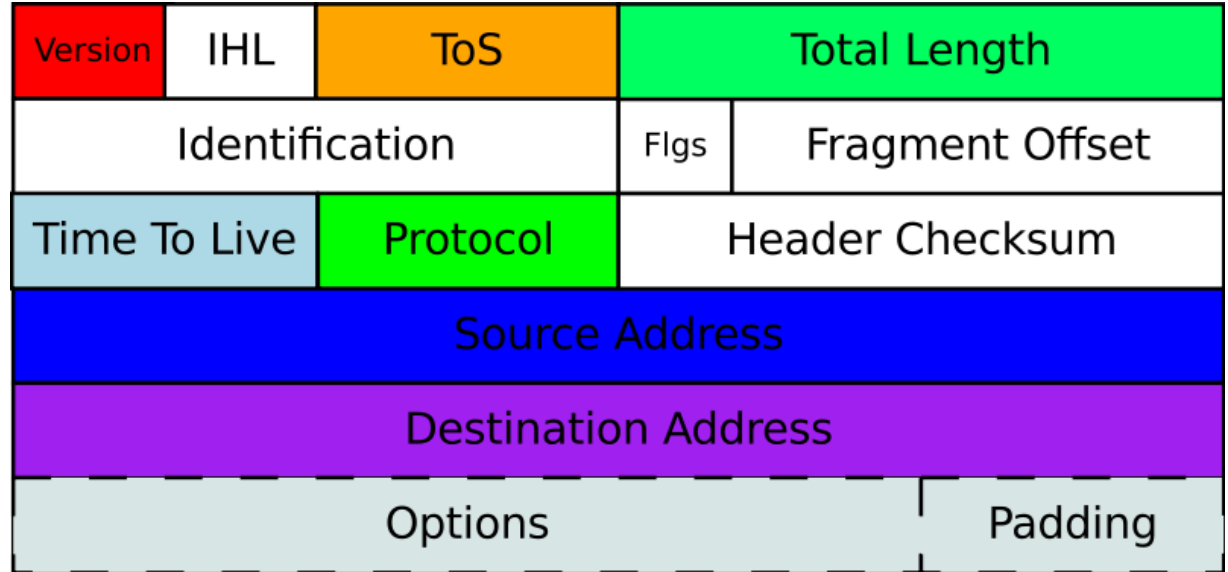 Version IHL ToS Total Length
Identification Flgs Fragment Offset
Time To Live Protocol Header Checksum
Source Address
Destination Address
Options Padding